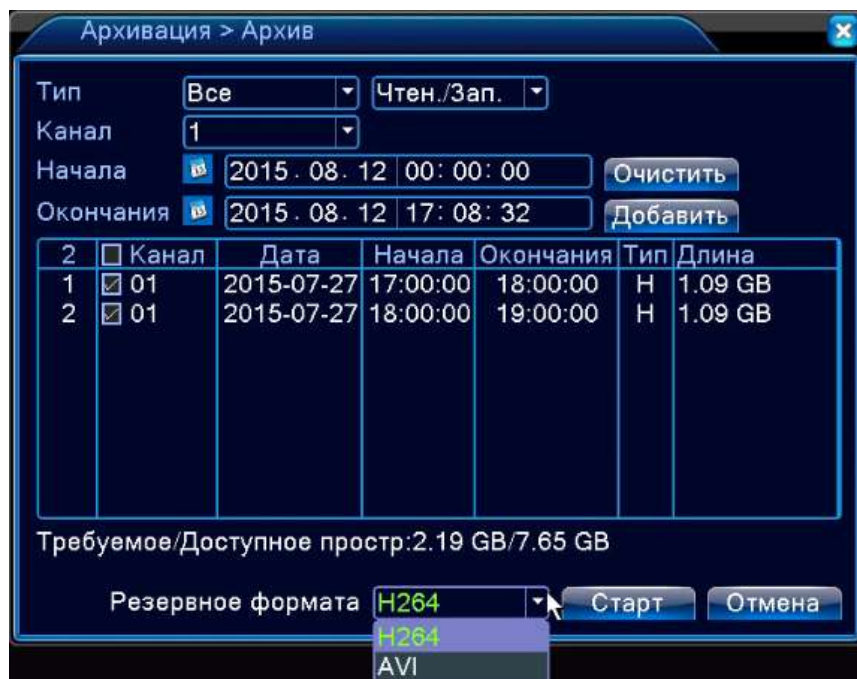 Архивация > Архив
Тип Все Чтен./Зап.
Канал 1
Начала 2015. 08. 12 00: 00: 00 Очистить
Окончания 2015. 08. 12 17: 08: 32 Добавить
2 Канал Дата Начала Окончания Тип Длина
1 01 2015-07-27 17:00:00 18:00:00 H 1.09 GB
2 01 2015-07-27 18:00:00 19:00:00 H 1.09 GB
Требуемое/Доступное простр:2.19 GB/7.65 GB
Резервное формата H264 Старт Отмена
H264
AVI